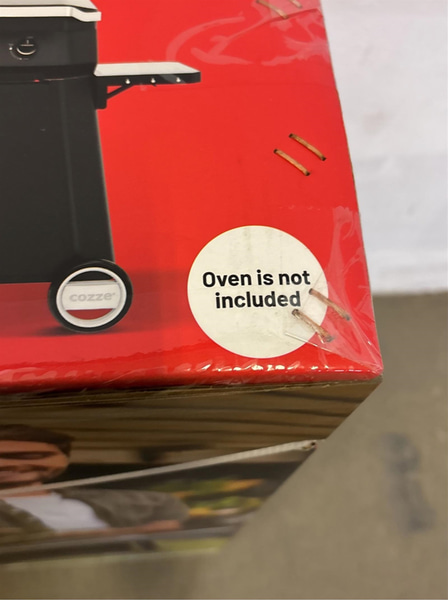 Oven is not
included
cozze®